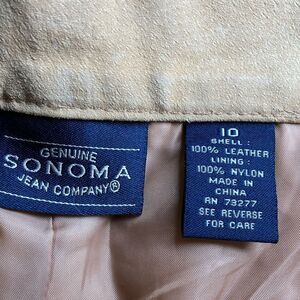 GENUINE
SONOMA
JEAN COMPANY®
10
SHELL:
100% LEATHER
LINING:
100% NYLON
MADE IN
CHINA
RN 73277
SEE REVERSE
FOR CARE